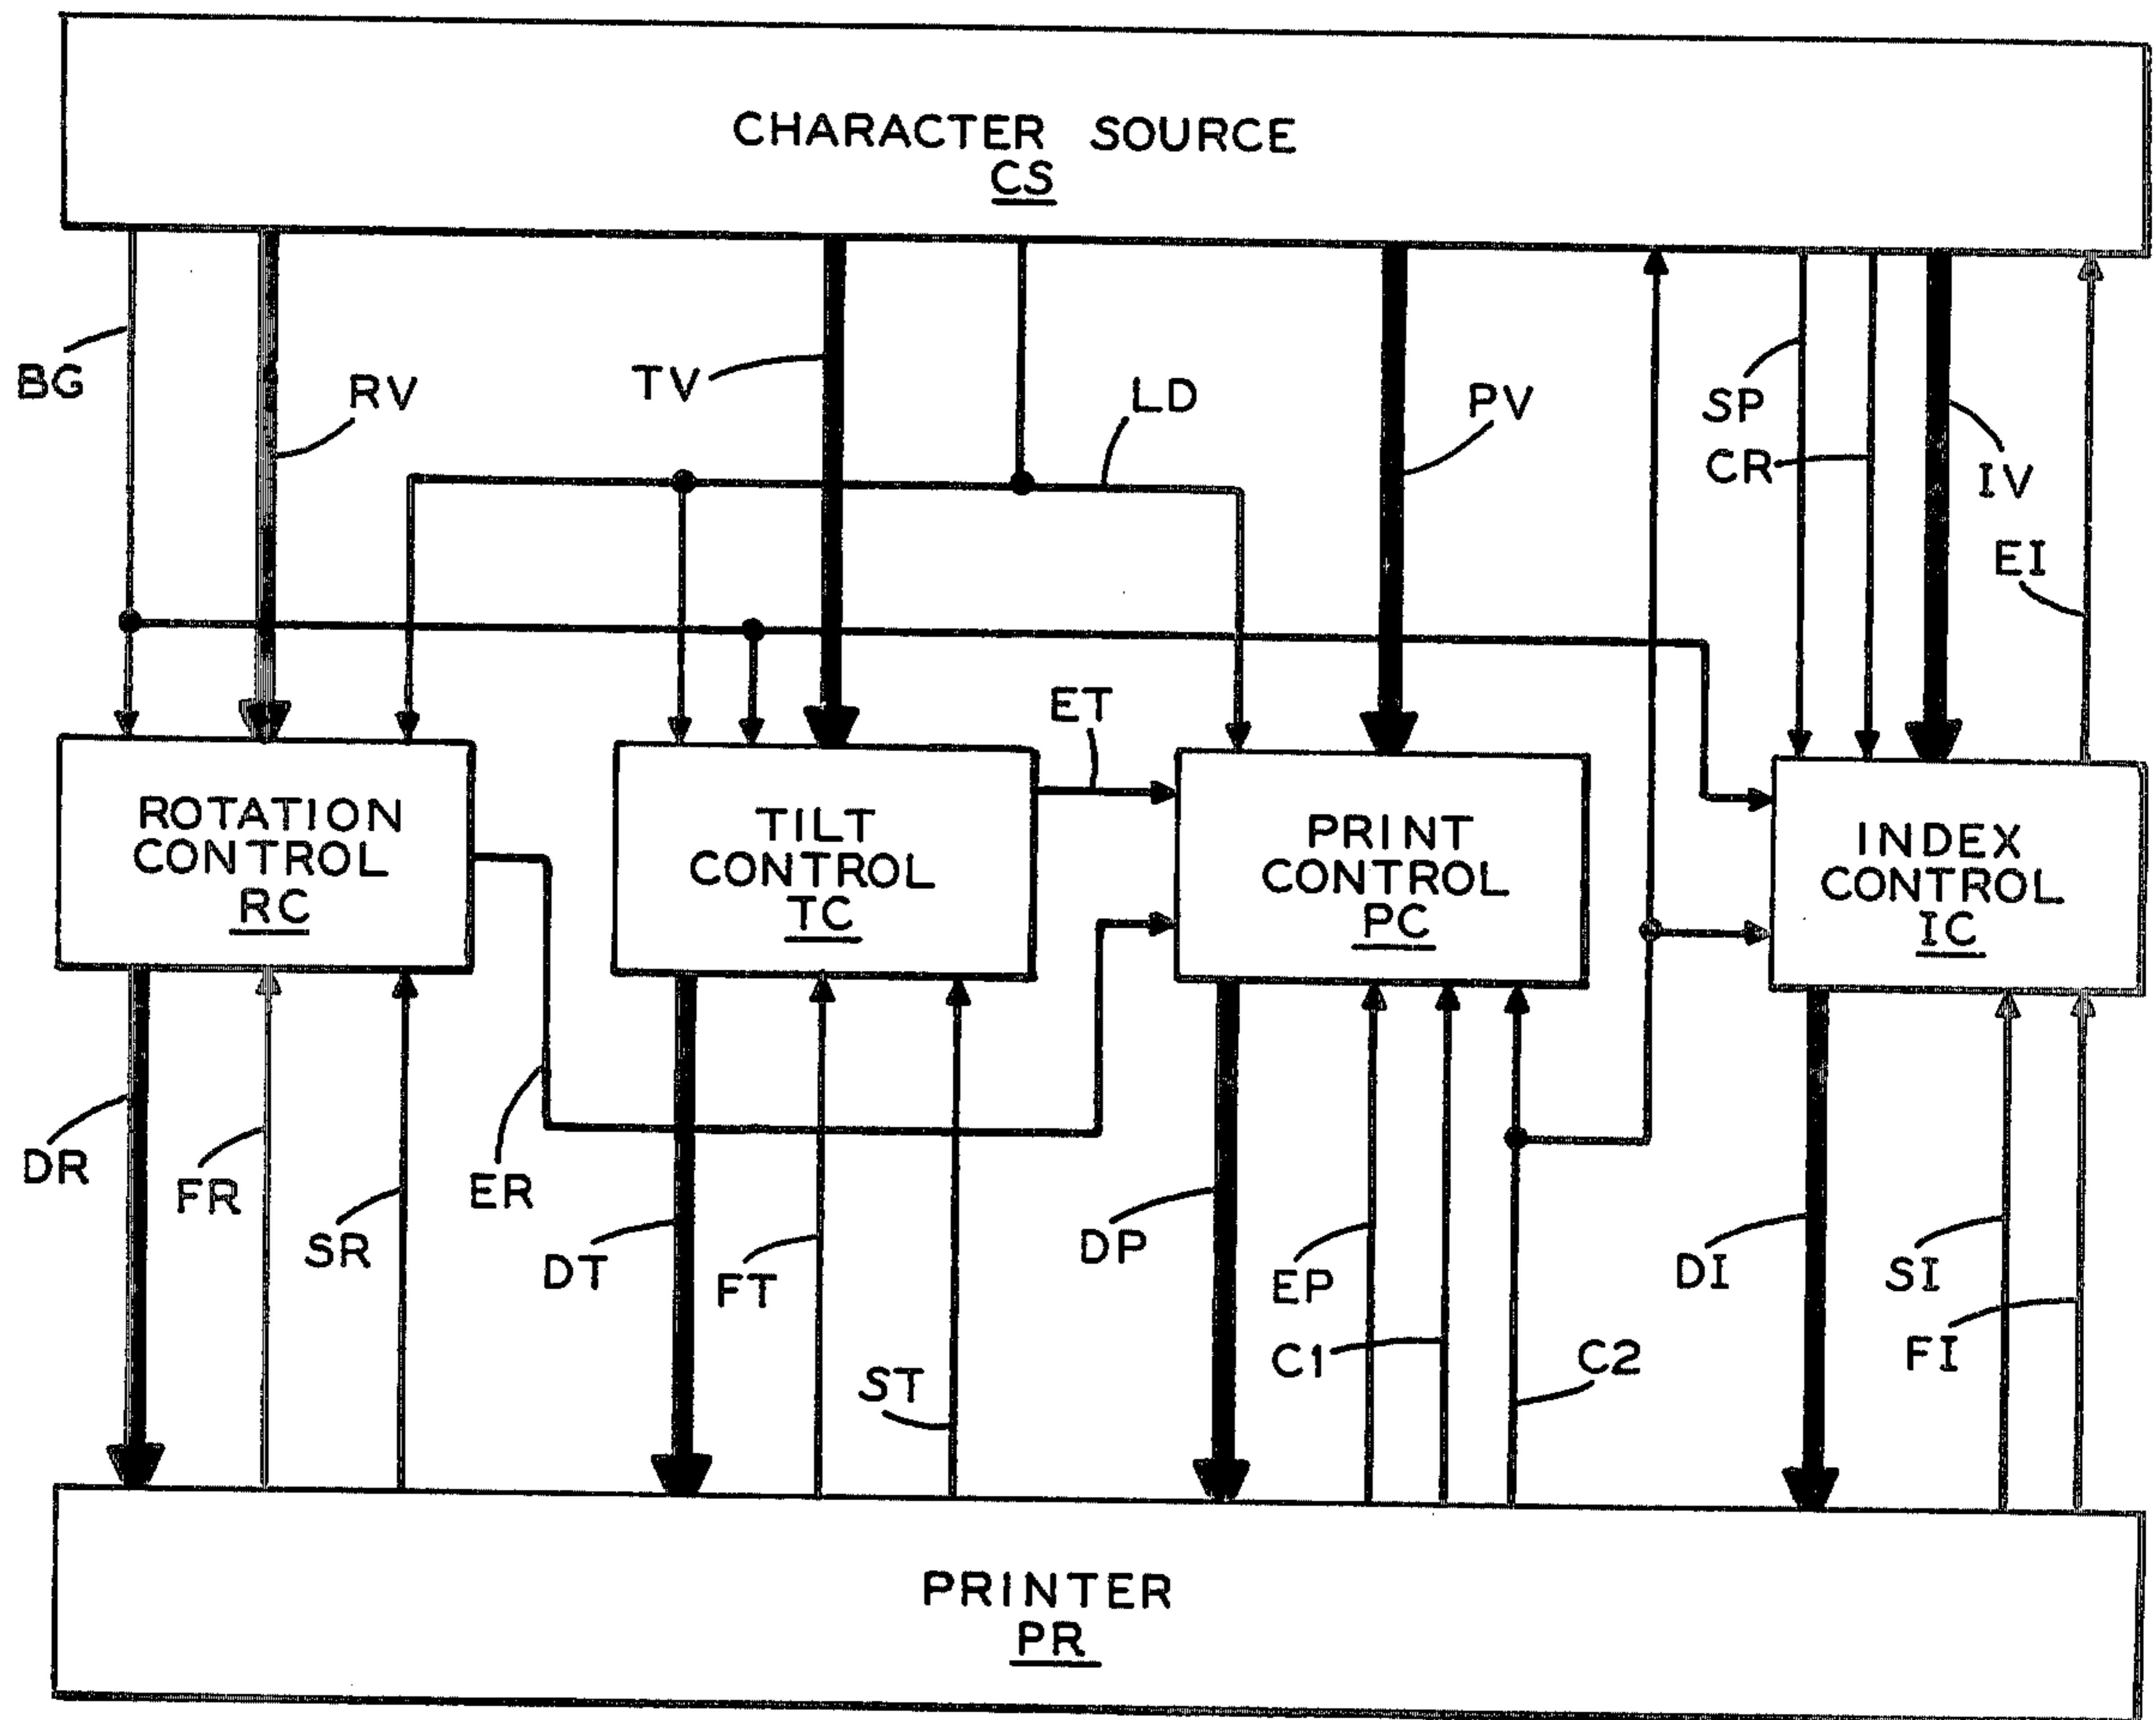 CHARACTER SOURCE
CS
BG
RV
TV
LD
PV
SP
CR
IV
EI
ET
ROTATION
CONTROL
RC
TILT
CONTROL
TC
PRINT
CONTROL
PC
INDEX
CONTROL
IC
DR
FR
SR
ER
DT
FT
ST
DP
EP
C1
C2
DI
SI
FI
PRINTER
PR